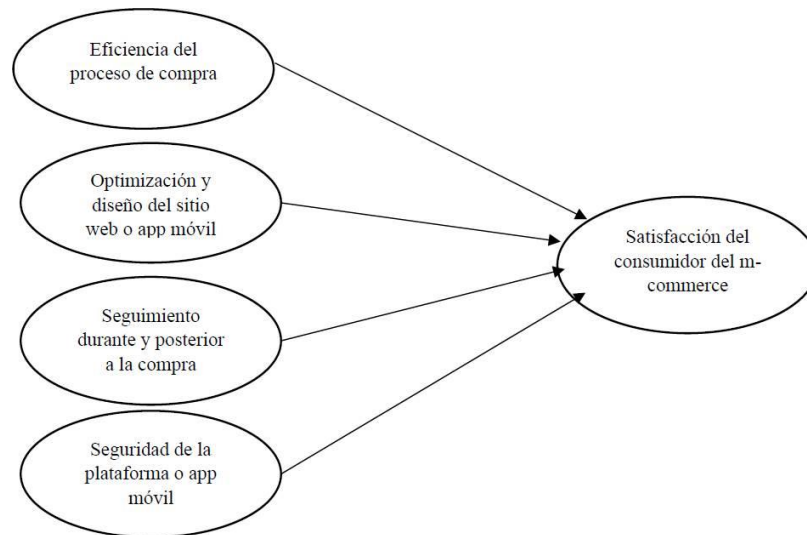 Eficiencia del
proceso de compra
Optimización y
diseño del sitio
web o app móvil
Seguimiento
durante y posterior
a la compra
Seguridad de la
plataforma o app
móvil
Satisfacción del
consumidor del m-
commerce